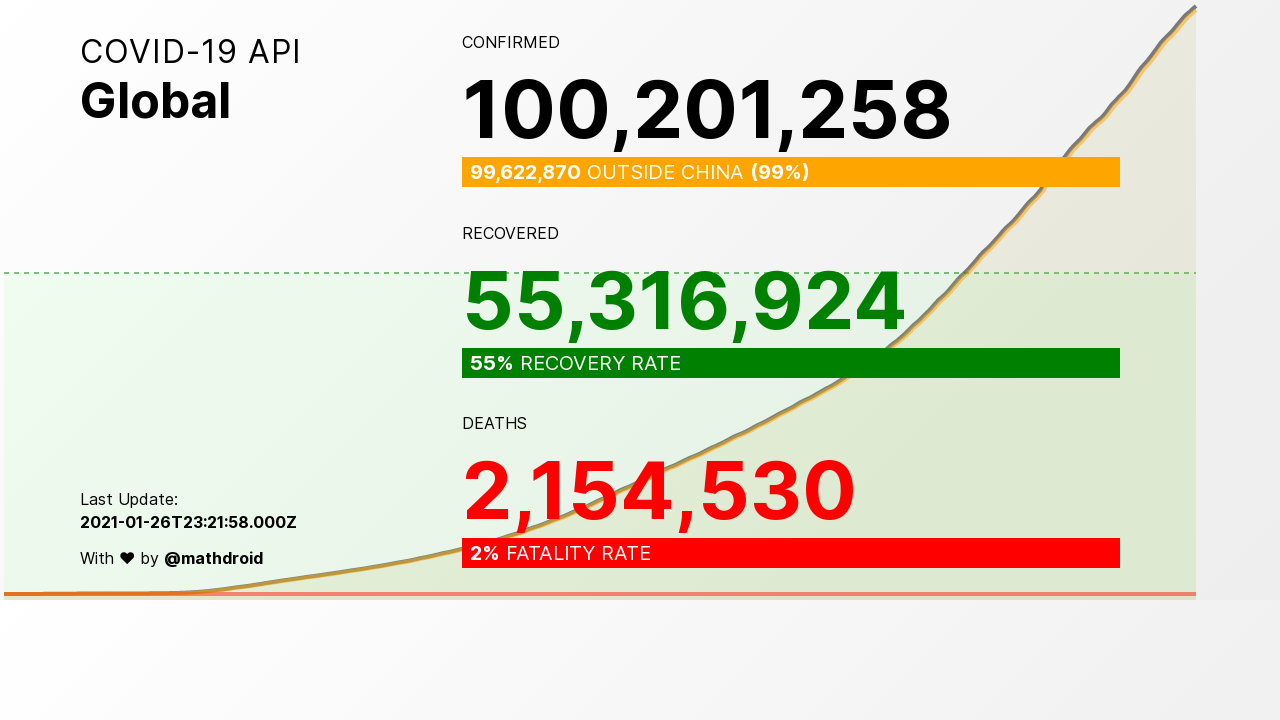 COVID-19 API
Global
CONFIRMED
100,201,258
99,622,870 OUTSIDE CHINA (99%)
RECOVERED
55,316,924
55% RECOVERY RATE
DEATHS
2,154,530
2% FATALITY RATE
Last Update:
2021-01-26T23:21:58.000Z
With ♥ by @mathdroid